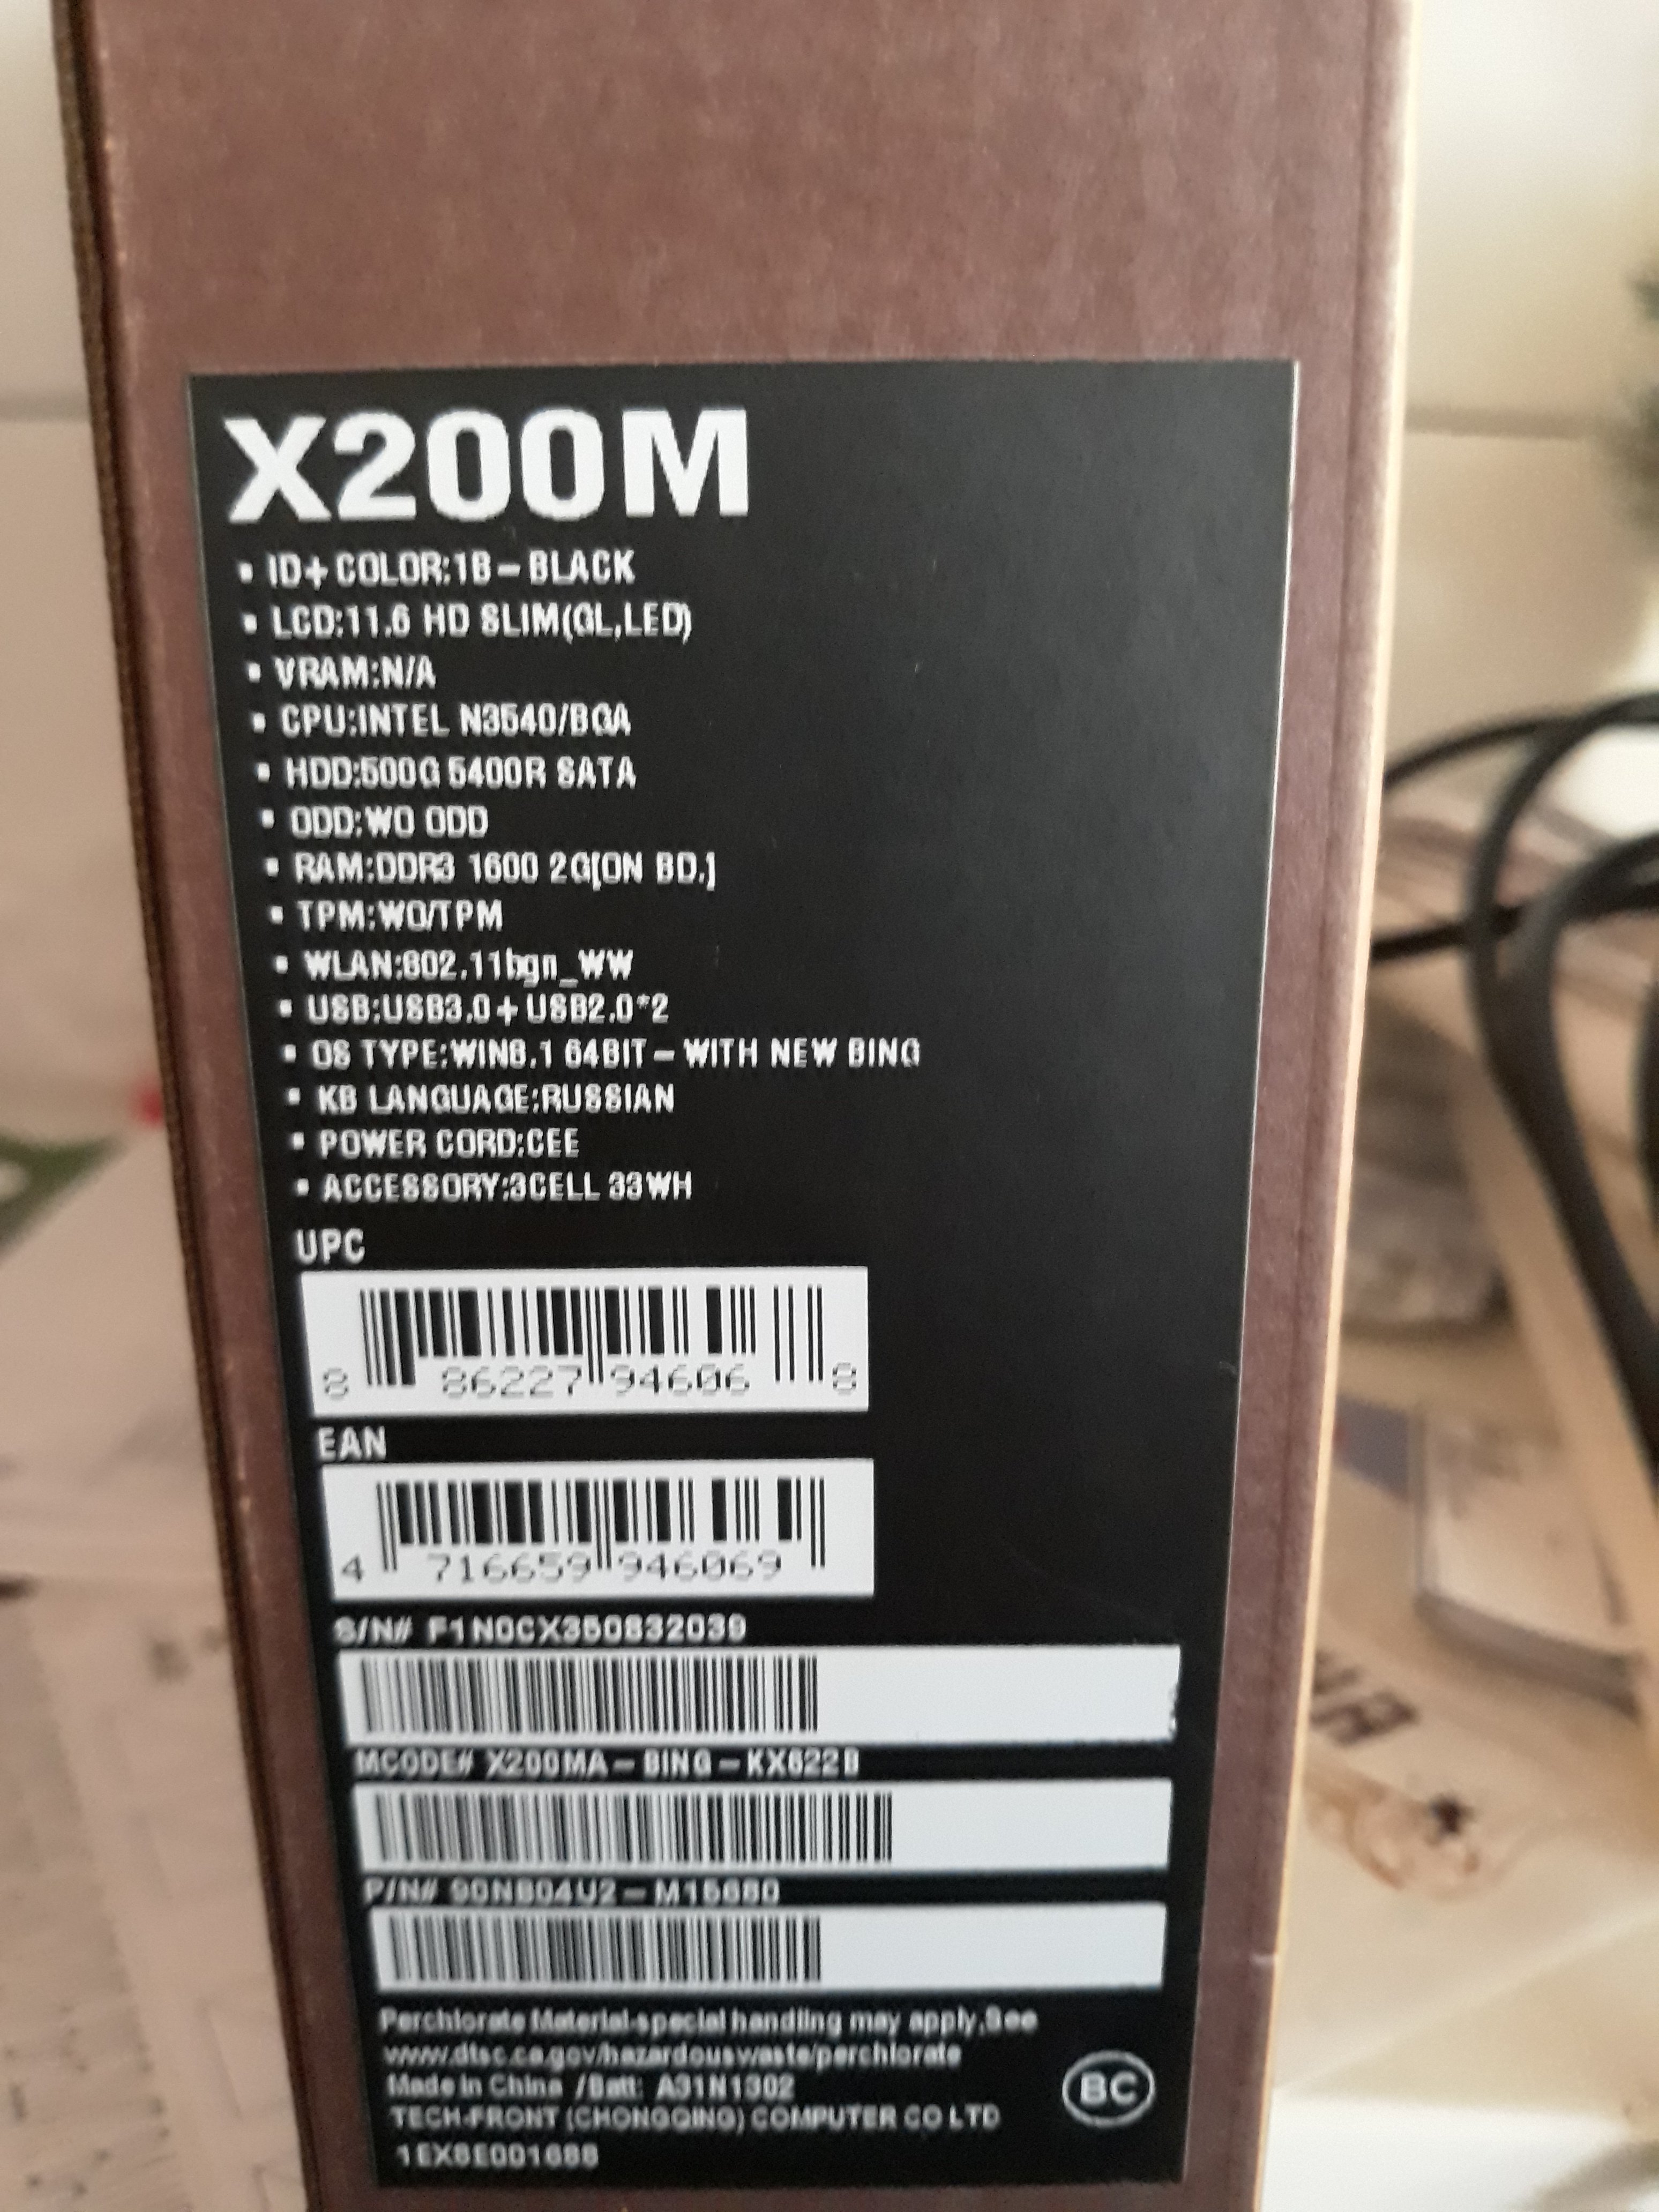 X200M
▪ ID+COLOR:1B-BLACK
▪ LCD:11.6 HD SLIM(GL,LED)
▪ VRAM:N/A
▪ CPU:INTEL N3540/BGA
▪ HDD:500G 5400R SATA
▪ ODD:WO ODD
▪ RAM:DDR3 1600 2G[ON BD.]
▪ TPM:WO/TPM
▪ WLAN:802.11bgn_WW
▪ USB:USB3.0+USB2.0*2
▪ OS TYPE:WIN8.1 64BIT-WITH NEW BING
▪ KB LANGUAGE:RUSSIAN
▪ POWER CORD:CEE
▪ ACCESSORY:3CELL 33WH
UPC
8 86227 94606 8
EAN
4 716659 946069
S/N# F1N0CX350832039
MCODE# X200MA-BING-KX622B
P/N# 90NB04U2-M15680
Perchlorate Material-special handling may apply,See
www.dtsc.ca.gov/hazardouswaste/perchlorate
Made in China /Batt: A31N1302
BC
TECH-FRONT (CHONGQING) COMPUTER CO LTD
1EX8E001688